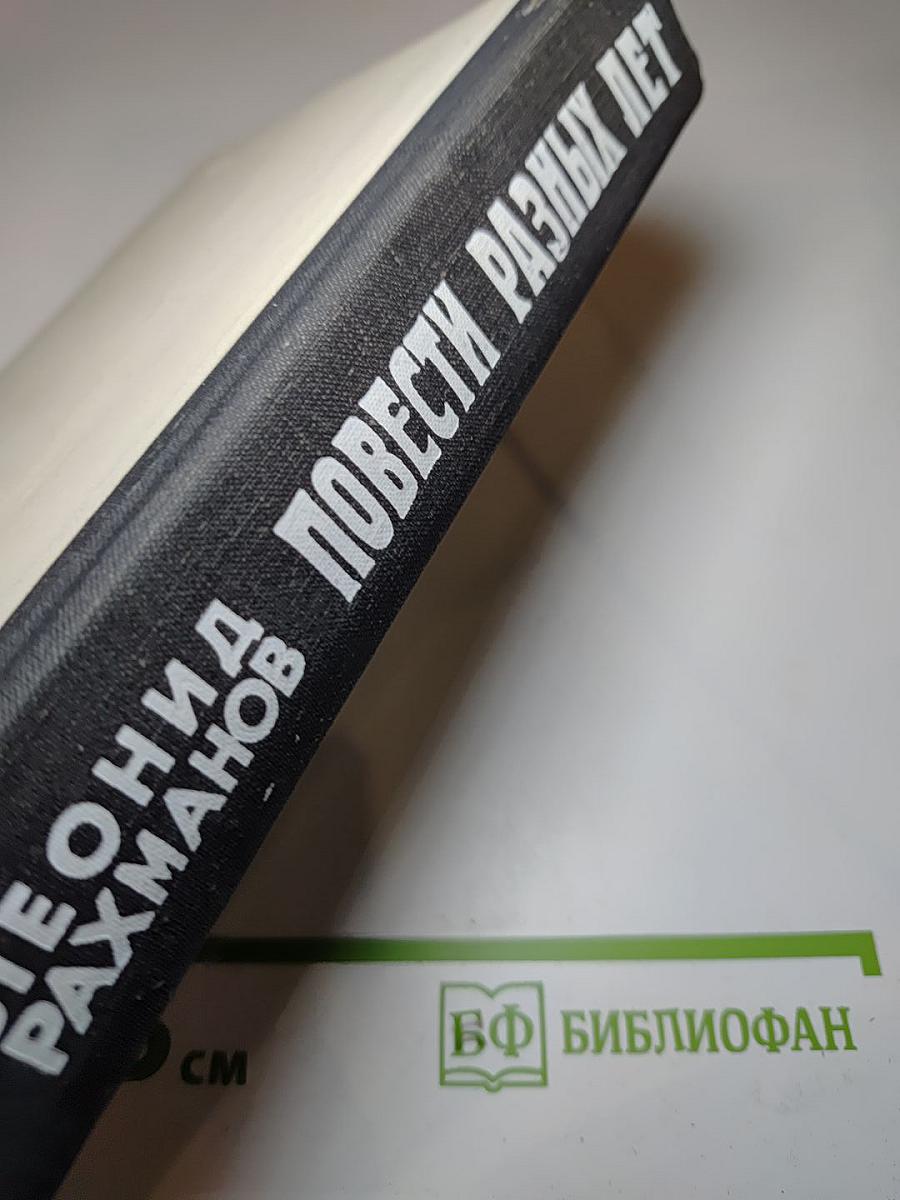 ЛЕОНИД
РАХМАНОВ
ПОВЕСТИ РАЗНЫХ ЛЕТ
см
БФ БИБЛИОФАН